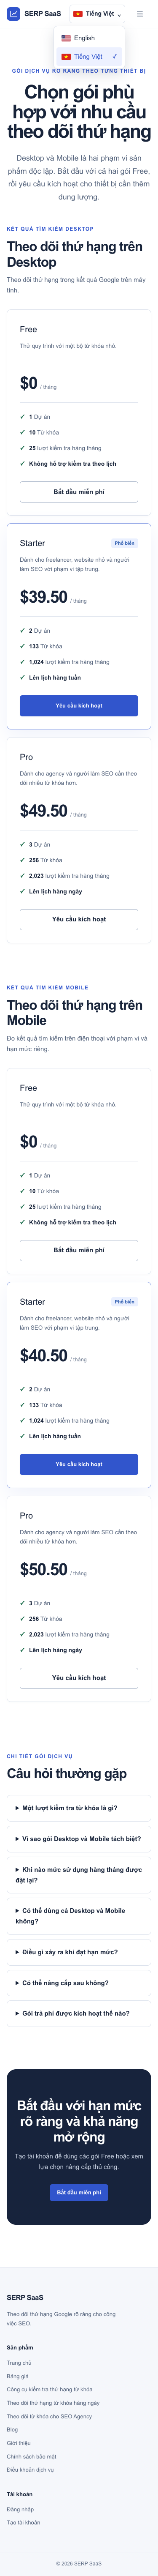 SERP SaaS
Tiếng Việt
English
Tiếng Việt ✓
GÓI DỊCH VỤ RÕ RÀNG THEO TỪNG THIẾT BỊ
Chọn gói phù
hợp với nhu cầu
theo dõi thứ hạng
Desktop và Mobile là hai phạm vi sản
phẩm độc lập. Bắt đầu với cả hai gói Free,
rồi yêu cầu kích hoạt cho thiết bị cần thêm
dung lượng.
KẾT QUẢ TÌM KIẾM DESKTOP
Theo dõi thứ hạng trên
Desktop
Theo dõi thứ hạng trong kết quả Google trên máy
tính.
Free
Thử quy trình với một bộ từ khóa nhỏ.
$0 / tháng
✓ 1 Dự án
✓ 10 Từ khóa
✓ 25 lượt kiểm tra hàng tháng
✓ Không hỗ trợ kiểm tra theo lịch
Bắt đầu miễn phí
Starter
Phổ biến
Dành cho freelancer, website nhỏ và người
làm SEO với phạm vi tập trung.
$39.50 / tháng
✓ 2 Dự án
✓ 133 Từ khóa
✓ 1,024 lượt kiểm tra hàng tháng
✓ Lên lịch hàng tuần
Yêu cầu kích hoạt
Pro
Dành cho agency và người làm SEO cần theo
dõi nhiều từ khóa hơn.
$49.50 / tháng
✓ 3 Dự án
✓ 256 Từ khóa
✓ 2,023 lượt kiểm tra hàng tháng
✓ Lên lịch hàng ngày
Yêu cầu kích hoạt
KẾT QUẢ TÌM KIẾM MOBILE
Theo dõi thứ hạng trên
Mobile
Đo kết quả tìm kiếm trên điện thoại với phạm vi và
hạn mức riêng.
Free
Thử quy trình với một bộ từ khóa nhỏ.
$0 / tháng
✓ 1 Dự án
✓ 10 Từ khóa
✓ 25 lượt kiểm tra hàng tháng
✓ Không hỗ trợ kiểm tra theo lịch
Bắt đầu miễn phí
Starter
Phổ biến
Dành cho freelancer, website nhỏ và người
làm SEO với phạm vi tập trung.
$40.50 / tháng
✓ 2 Dự án
✓ 133 Từ khóa
✓ 1,024 lượt kiểm tra hàng tháng
✓ Lên lịch hàng tuần
Yêu cầu kích hoạt
Pro
Dành cho agency và người làm SEO cần theo
dõi nhiều từ khóa hơn.
$50.50 / tháng
✓ 3 Dự án
✓ 256 Từ khóa
✓ 2,023 lượt kiểm tra hàng tháng
✓ Lên lịch hàng ngày
Yêu cầu kích hoạt
CHI TIẾT GÓI DỊCH VỤ
Câu hỏi thường gặp
Một lượt kiểm tra từ khóa là gì?
Vì sao gói Desktop và Mobile tách biệt?
Khi nào mức sử dụng hàng tháng được
đặt lại?
Có thể dùng cả Desktop và Mobile
không?
Điều gì xảy ra khi đạt hạn mức?
Có thể nâng cấp sau không?
Gói trả phí được kích hoạt thế nào?
Bắt đầu với hạn mức
rõ ràng và khả năng
mở rộng
Tạo tài khoản để dùng các gói Free hoặc xem
lựa chọn nâng cấp thủ công.
Bắt đầu miễn phí
SERP SaaS
Theo dõi thứ hạng Google rõ ràng cho công
việc SEO.
Sản phẩm
Trang chủ
Bảng giá
Công cụ kiểm tra thứ hạng từ khóa
Theo dõi thứ hạng từ khóa hàng ngày
Theo dõi từ khóa cho SEO Agency
Blog
Giới thiệu
Chính sách bảo mật
Điều khoản dịch vụ
Tài khoản
Đăng nhập
Tạo tài khoản
© 2026 SERP SaaS